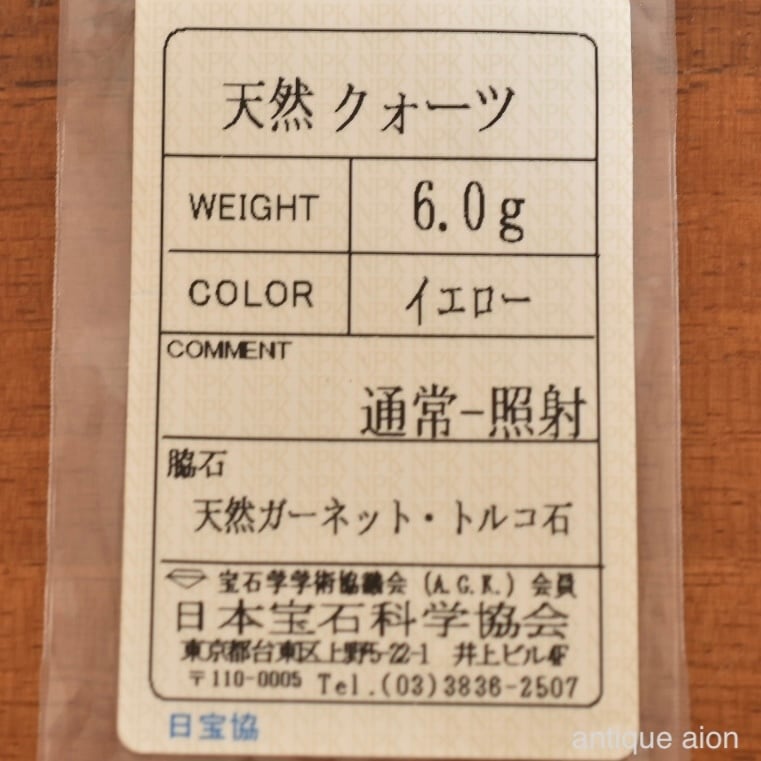 天然 クォーツ
WEIGHT 6.0g
COLOR イエロー
COMMENT
通常-照射
脇石
天然ガーネット・トルコ石
宝石学学術協議会 (A.G.K.) 会員
日本宝石科学協会
東京都台東区上野5-22-1 井上ビル4F
〒110-0005 Tel.(03)3836-2507
日宝協
antique aion